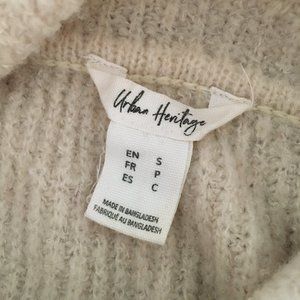 Urban Heritage
EN S
FR P
ES C
MADE IN BANGLADESH
FABRIQUÉ AU BANGLADESH